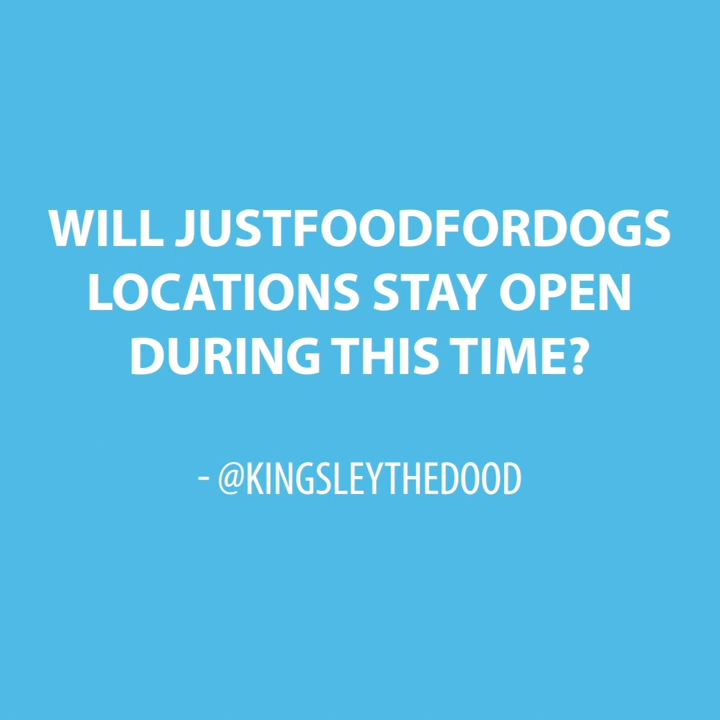 WILL JUSTFOODFORDOGS
LOCATIONS STAY OPEN
DURING THIS TIME?
- @KINGSLEYTHEDOOD